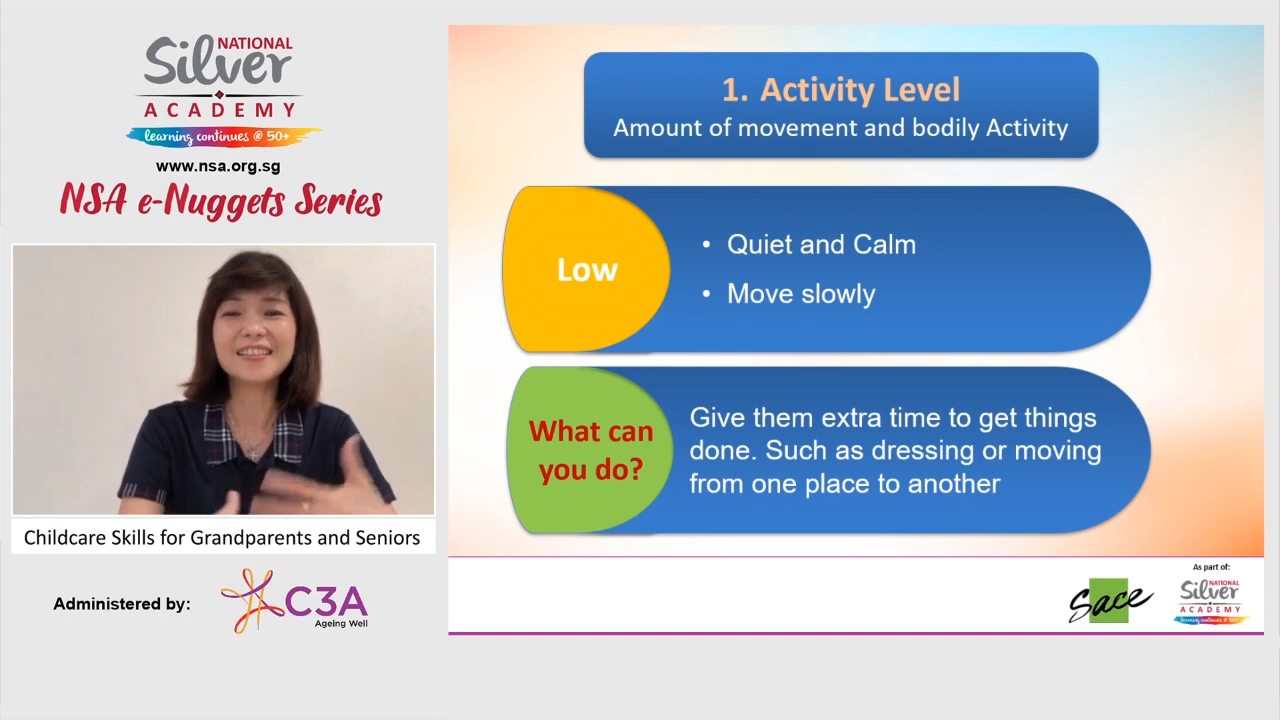 NATIONAL
Silver
ACADEMY
learning continues @ 50+
www.nsa.org.sg
NSA e-Nuggets Series
Childcare Skills for Grandparents and Seniors
Administered by:
C3A
Ageing Well
1. Activity Level
Amount of movement and bodily Activity
Low
• Quiet and Calm
• Move slowly
What can
you do?
Give them extra time to get things
done. Such as dressing or moving
from one place to another
Sace
As part of:
NATIONAL
Silver
ACADEMY
learning continues @ 50+